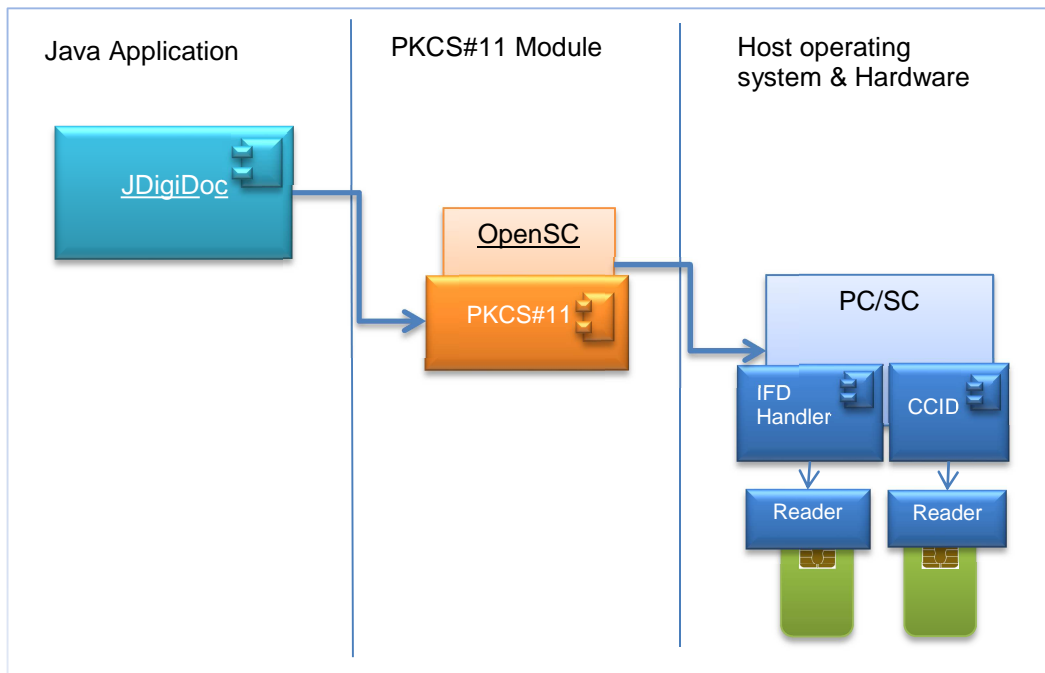 Java Application
PKCS#11 Module
Host operating
system & Hardware
JDigiDoc
OpenSC
PKCS#11
PC/SC
IFD
Handler
CCID
Reader
Reader